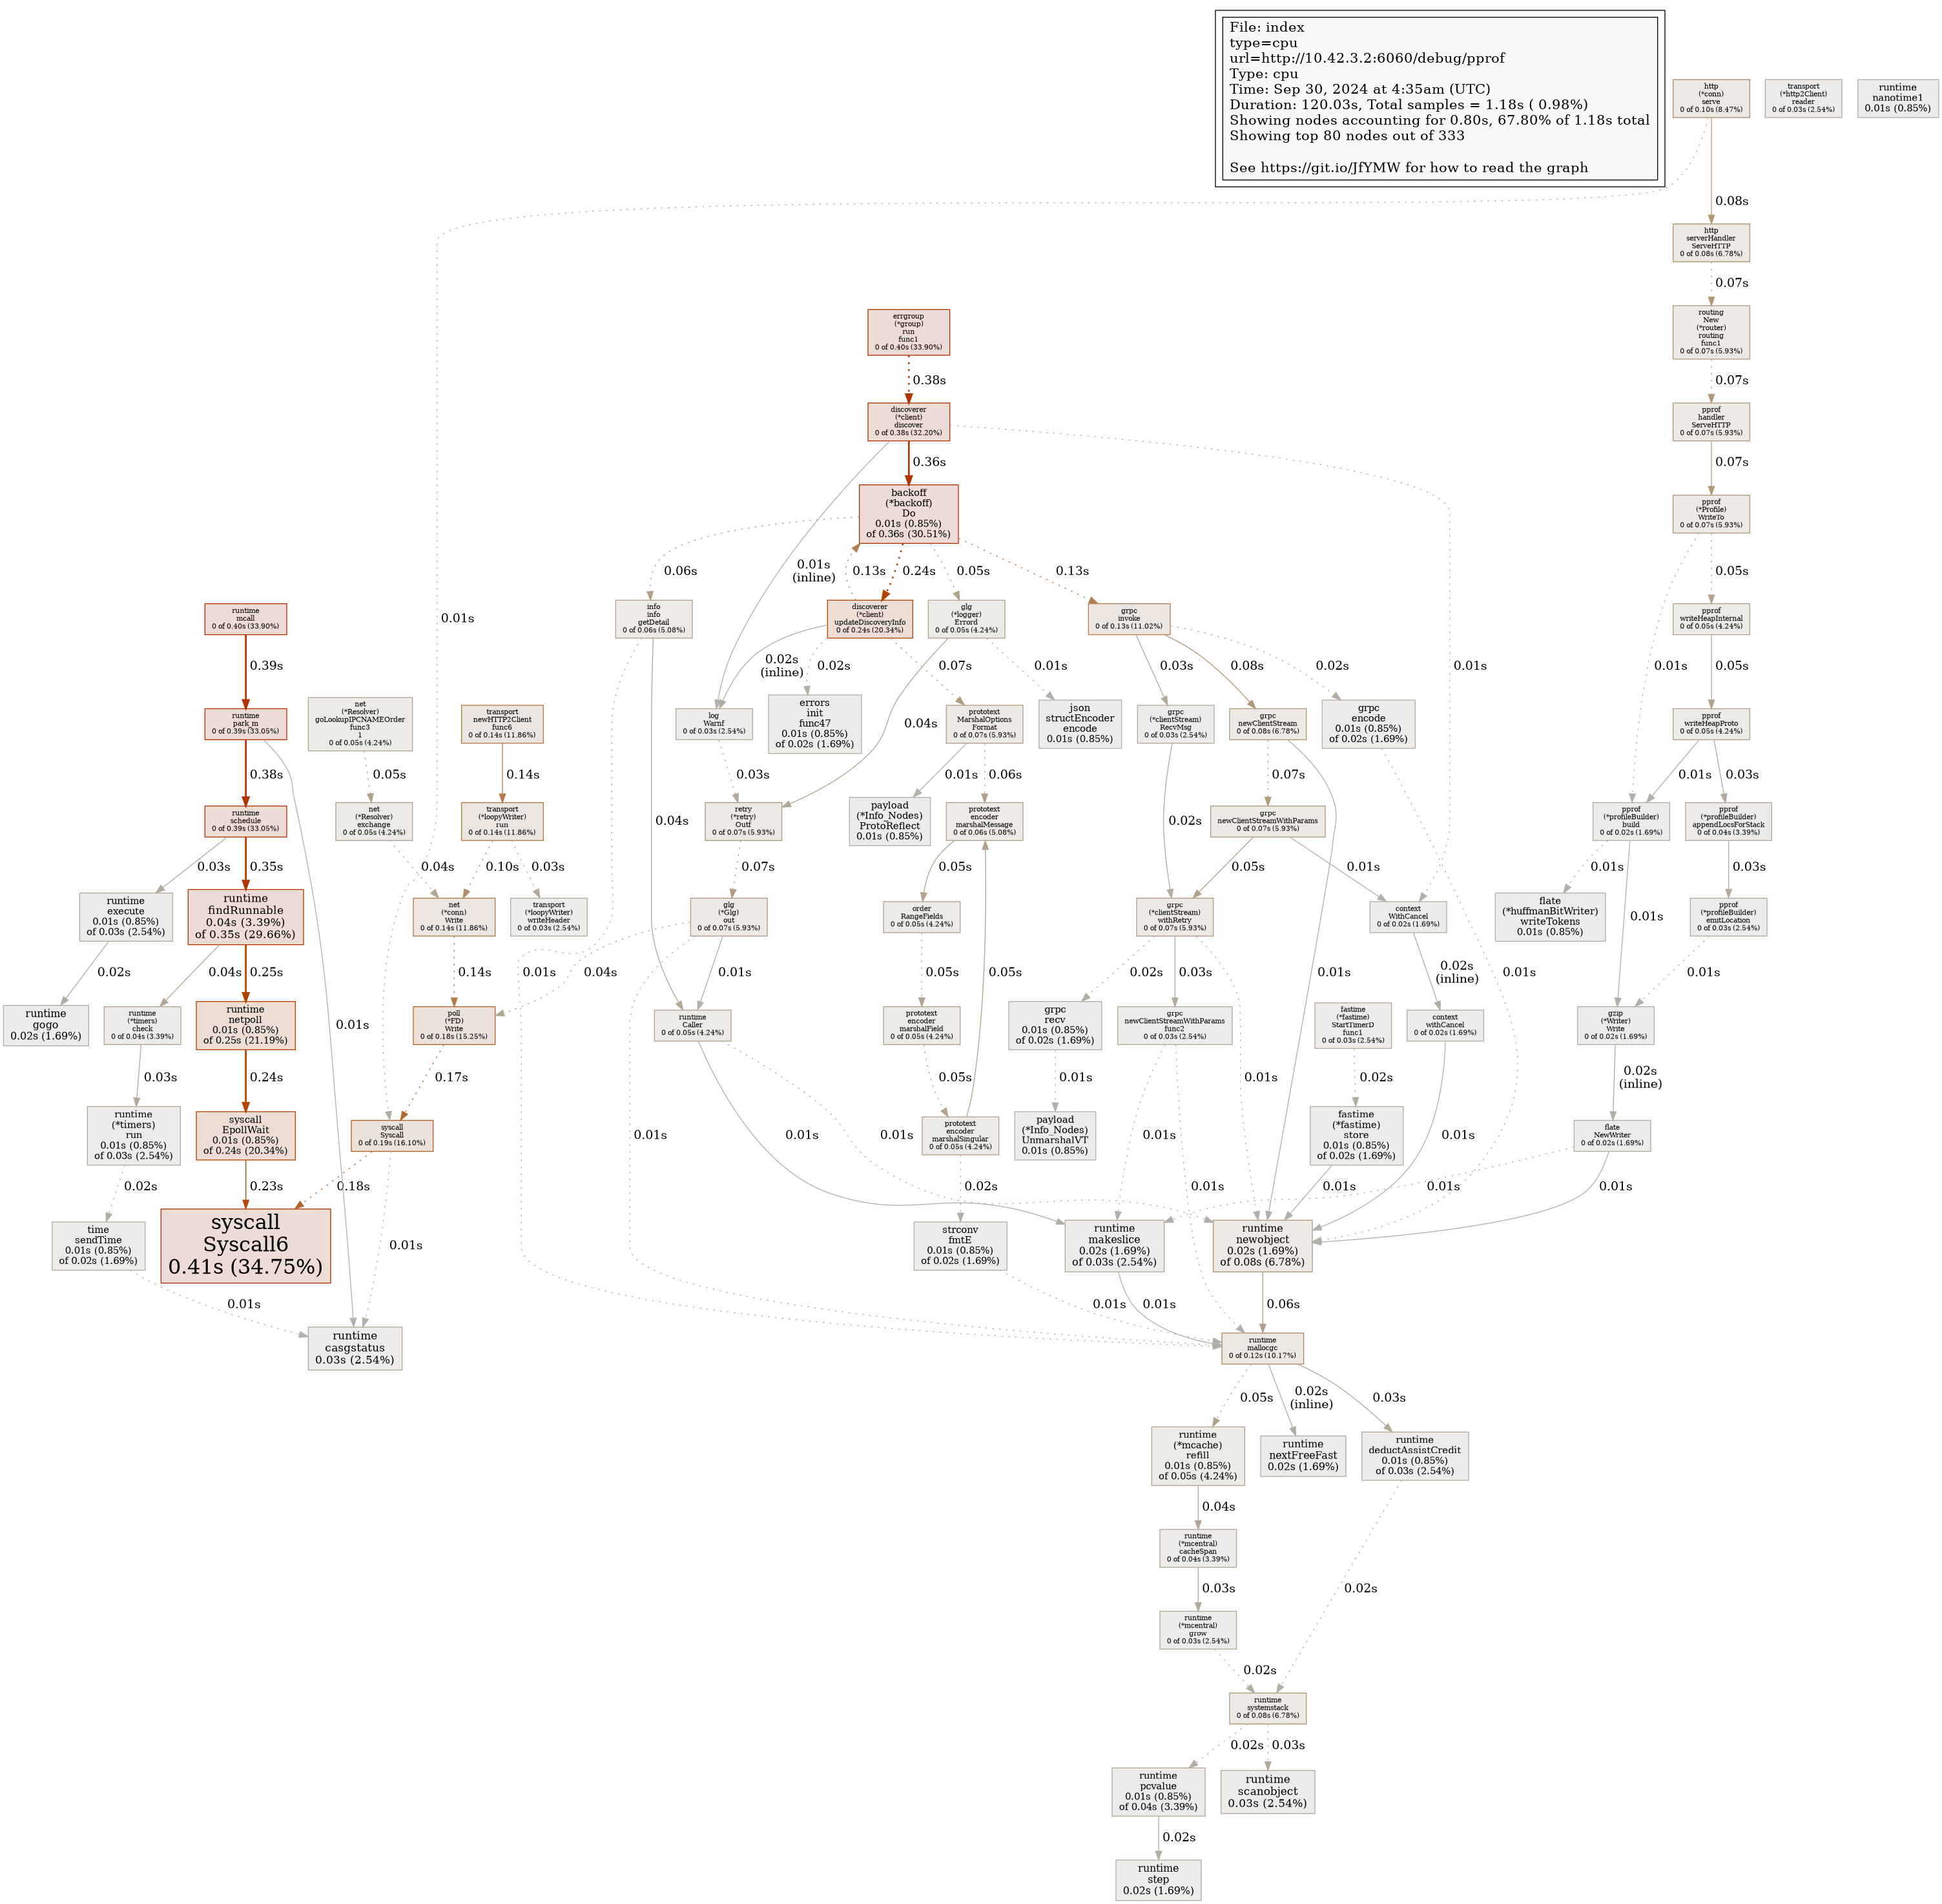 File: index
type=cpu
url=http://10.42.3.2:6060/debug/pprof
Type: cpu
Time: Sep 30, 2024 at 4:35am (UTC)
Duration: 120.03s, Total samples = 1.18s ( 0.98%)
Showing nodes accounting for 0.80s, 67.80% of 1.18s total
Showing top 80 nodes out of 333
See https://git.io/JfYMW for how to read the graph
http
(*conn)
serve
0 of 0.10s (8.47%)
transport
(*http2Client)
reader
0 of 0.03s (2.54%)
runtime
nanotime1
0.01s (0.85%)
0.08s
http
serverHandler
ServeHTTP
0 of 0.08s (6.78%)
0.07s
routing
New
(*router)
routing
func1
0 of 0.07s (5.93%)
0.07s
pprof
handler
ServeHTTP
0 of 0.07s (5.93%)
0.07s
pprof
(*Profile)
WriteTo
0 of 0.07s (5.93%)
0.01s
0.05s
pprof
writeHeapInternal
0 of 0.05s (4.24%)
0.05s
pprof
writeHeapProto
0 of 0.05s (4.24%)
0.01s
0.03s
pprof
(*profileBuilder)
build
0 of 0.02s (1.69%)
pprof
(*profileBuilder)
appendLocsForStack
0 of 0.04s (3.39%)
0.01s
0.01s
0.03s
flate
(*huffmanBitWriter)
writeTokens
0.01s (0.85%)
pprof
(*profileBuilder)
emitLocation
0 of 0.03s (2.54%)
0.01s
gzip
(*Writer)
Write
0 of 0.02s (1.69%)
0.02s
(inline)
flate
NewWriter
0 of 0.02s (1.69%)
0.01s
errgroup
(*group)
run
func1
0 of 0.40s (33.90%)
0.38s
discoverer
(*client)
discover
0 of 0.38s (32.20%)
0.36s
0.01s
(inline)
0.01s
backoff
(*backoff)
Do
0.01s (0.85%)
of 0.36s (30.51%)
0.06s
0.13s
0.24s
0.05s
0.13s
info
info
getDetail
0 of 0.06s (5.08%)
discoverer
(*client)
updateDiscoveryInfo
0 of 0.24s (20.34%)
glg
(*logger)
Errord
0 of 0.05s (4.24%)
grpc
invoke
0 of 0.13s (11.02%)
0.02s
(inline)
0.02s
0.07s
0.01s
0.04s
0.03s
0.08s
0.02s
log
Warnf
0 of 0.03s (2.54%)
errors
init
func47
0.01s (0.85%)
of 0.02s (1.69%)
prototext
MarshalOptions
Format
0 of 0.07s (5.93%)
json
structEncoder
encode
0.01s (0.85%)
grpc
(*clientStream)
RecvMsg
0 of 0.03s (2.54%)
grpc
newClientStream
0 of 0.08s (6.78%)
grpc
encode
0.01s (0.85%)
of 0.02s (1.69%)
0.03s
0.01s
0.06s
0.07s
retry
(*retry)
Outf
0 of 0.07s (5.93%)
payload
(*Info_Nodes)
ProtoReflect
0.01s (0.85%)
prototext
encoder
marshalMessage
0 of 0.06s (5.08%)
grpc
newClientStreamWithParams
0 of 0.07s (5.93%)
0.04s
0.07s
0.05s
0.05s
0.02s
0.05s
0.01s
0.01s
0.01s
glg
(*Glg)
out
0 of 0.07s (5.93%)
order
RangeFields
0 of 0.05s (4.24%)
grpc
(*clientStream)
withRetry
0 of 0.07s (5.93%)
context
WithCancel
0 of 0.02s (1.69%)
0.01s
0.04s
0.01s
0.01s
0.05s
0.02s
0.03s
0.01s
0.02s
(inline)
runtime
Caller
0 of 0.05s (4.24%)
prototext
encoder
marshalField
0 of 0.05s (4.24%)
grpc
recv
0.01s (0.85%)
of 0.02s (1.69%)
grpc
newClientStreamWithParams
func2
0 of 0.03s (2.54%)
fastime
(*fastime)
StartTimerD
func1
0 of 0.03s (2.54%)
context
withCancel
0 of 0.02s (1.69%)
0.05s
0.01s
0.02s
0.01s
0.01s
0.01s
0.01s
prototext
encoder
marshalSingular
0 of 0.05s (4.24%)
payload
(*Info_Nodes)
UnmarshalVT
0.01s (0.85%)
fastime
(*fastime)
store
0.01s (0.85%)
of 0.02s (1.69%)
0.02s
0.01s
0.01s
0.01s
0.01s
strconv
fmtE
0.01s (0.85%)
of 0.02s (1.69%)
runtime
makeslice
0.02s (1.69%)
of 0.03s (2.54%)
runtime
newobject
0.02s (1.69%)
of 0.08s (6.78%)
0.01s
0.01s
0.06s
runtime
mallocgc
0 of 0.12s (10.17%)
0.05s
0.02s
(inline)
0.03s
runtime
(*mcache)
refill
0.01s (0.85%)
of 0.05s (4.24%)
runtime
nextFreeFast
0.02s (1.69%)
runtime
deductAssistCredit
0.01s (0.85%)
of 0.03s (2.54%)
0.04s
runtime
(*mcentral)
cacheSpan
0 of 0.04s (3.39%)
0.03s
0.02s
runtime
(*mcentral)
grow
0 of 0.03s (2.54%)
0.02s
runtime
systemstack
0 of 0.08s (6.78%)
0.02s
0.03s
runtime
pcvalue
0.01s (0.85%)
of 0.04s (3.39%)
runtime
scanobject
0.03s (2.54%)
0.02s
runtime
step
0.02s (1.69%)
runtime
mcall
0 of 0.40s (33.90%)
0.39s
runtime
park_m
0 of 0.39s (33.05%)
0.38s
0.01s
runtime
schedule
0 of 0.39s (33.05%)
0.03s
0.35s
runtime
execute
0.01s (0.85%)
of 0.03s (2.54%)
runtime
findRunnable
0.04s (3.39%)
of 0.35s (29.66%)
0.02s
0.04s
0.25s
runtime
gogo
0.02s (1.69%)
runtime
(*timers)
check
0 of 0.04s (3.39%)
runtime
netpoll
0.01s (0.85%)
of 0.25s (21.19%)
0.03s
0.24s
runtime
(*timers)
run
0.01s (0.85%)
of 0.03s (2.54%)
syscall
EpollWait
0.01s (0.85%)
of 0.24s (20.34%)
0.02s
0.23s
time
sendTime
0.01s (0.85%)
of 0.02s (1.69%)
syscall
Syscall6
0.41s (34.75%)
0.01s
runtime
casgstatus
0.03s (2.54%)
net
(*Resolver)
goLookupIPCNAMEOrder
func3
1
0 of 0.05s (4.24%)
transport
newHTTP2Client
func6
0 of 0.14s (11.86%)
0.05s
0.14s
net
(*Resolver)
exchange
0 of 0.05s (4.24%)
transport
(*loopyWriter)
run
0 of 0.14s (11.86%)
0.04s
0.10s
0.03s
net
(*conn)
Write
0 of 0.14s (11.86%)
transport
(*loopyWriter)
writeHeader
0 of 0.03s (2.54%)
0.14s
poll
(*FD)
Write
0 of 0.18s (15.25%)
0.01s
0.17s
syscall
Syscall
0 of 0.19s (16.10%)
0.18s
0.01s